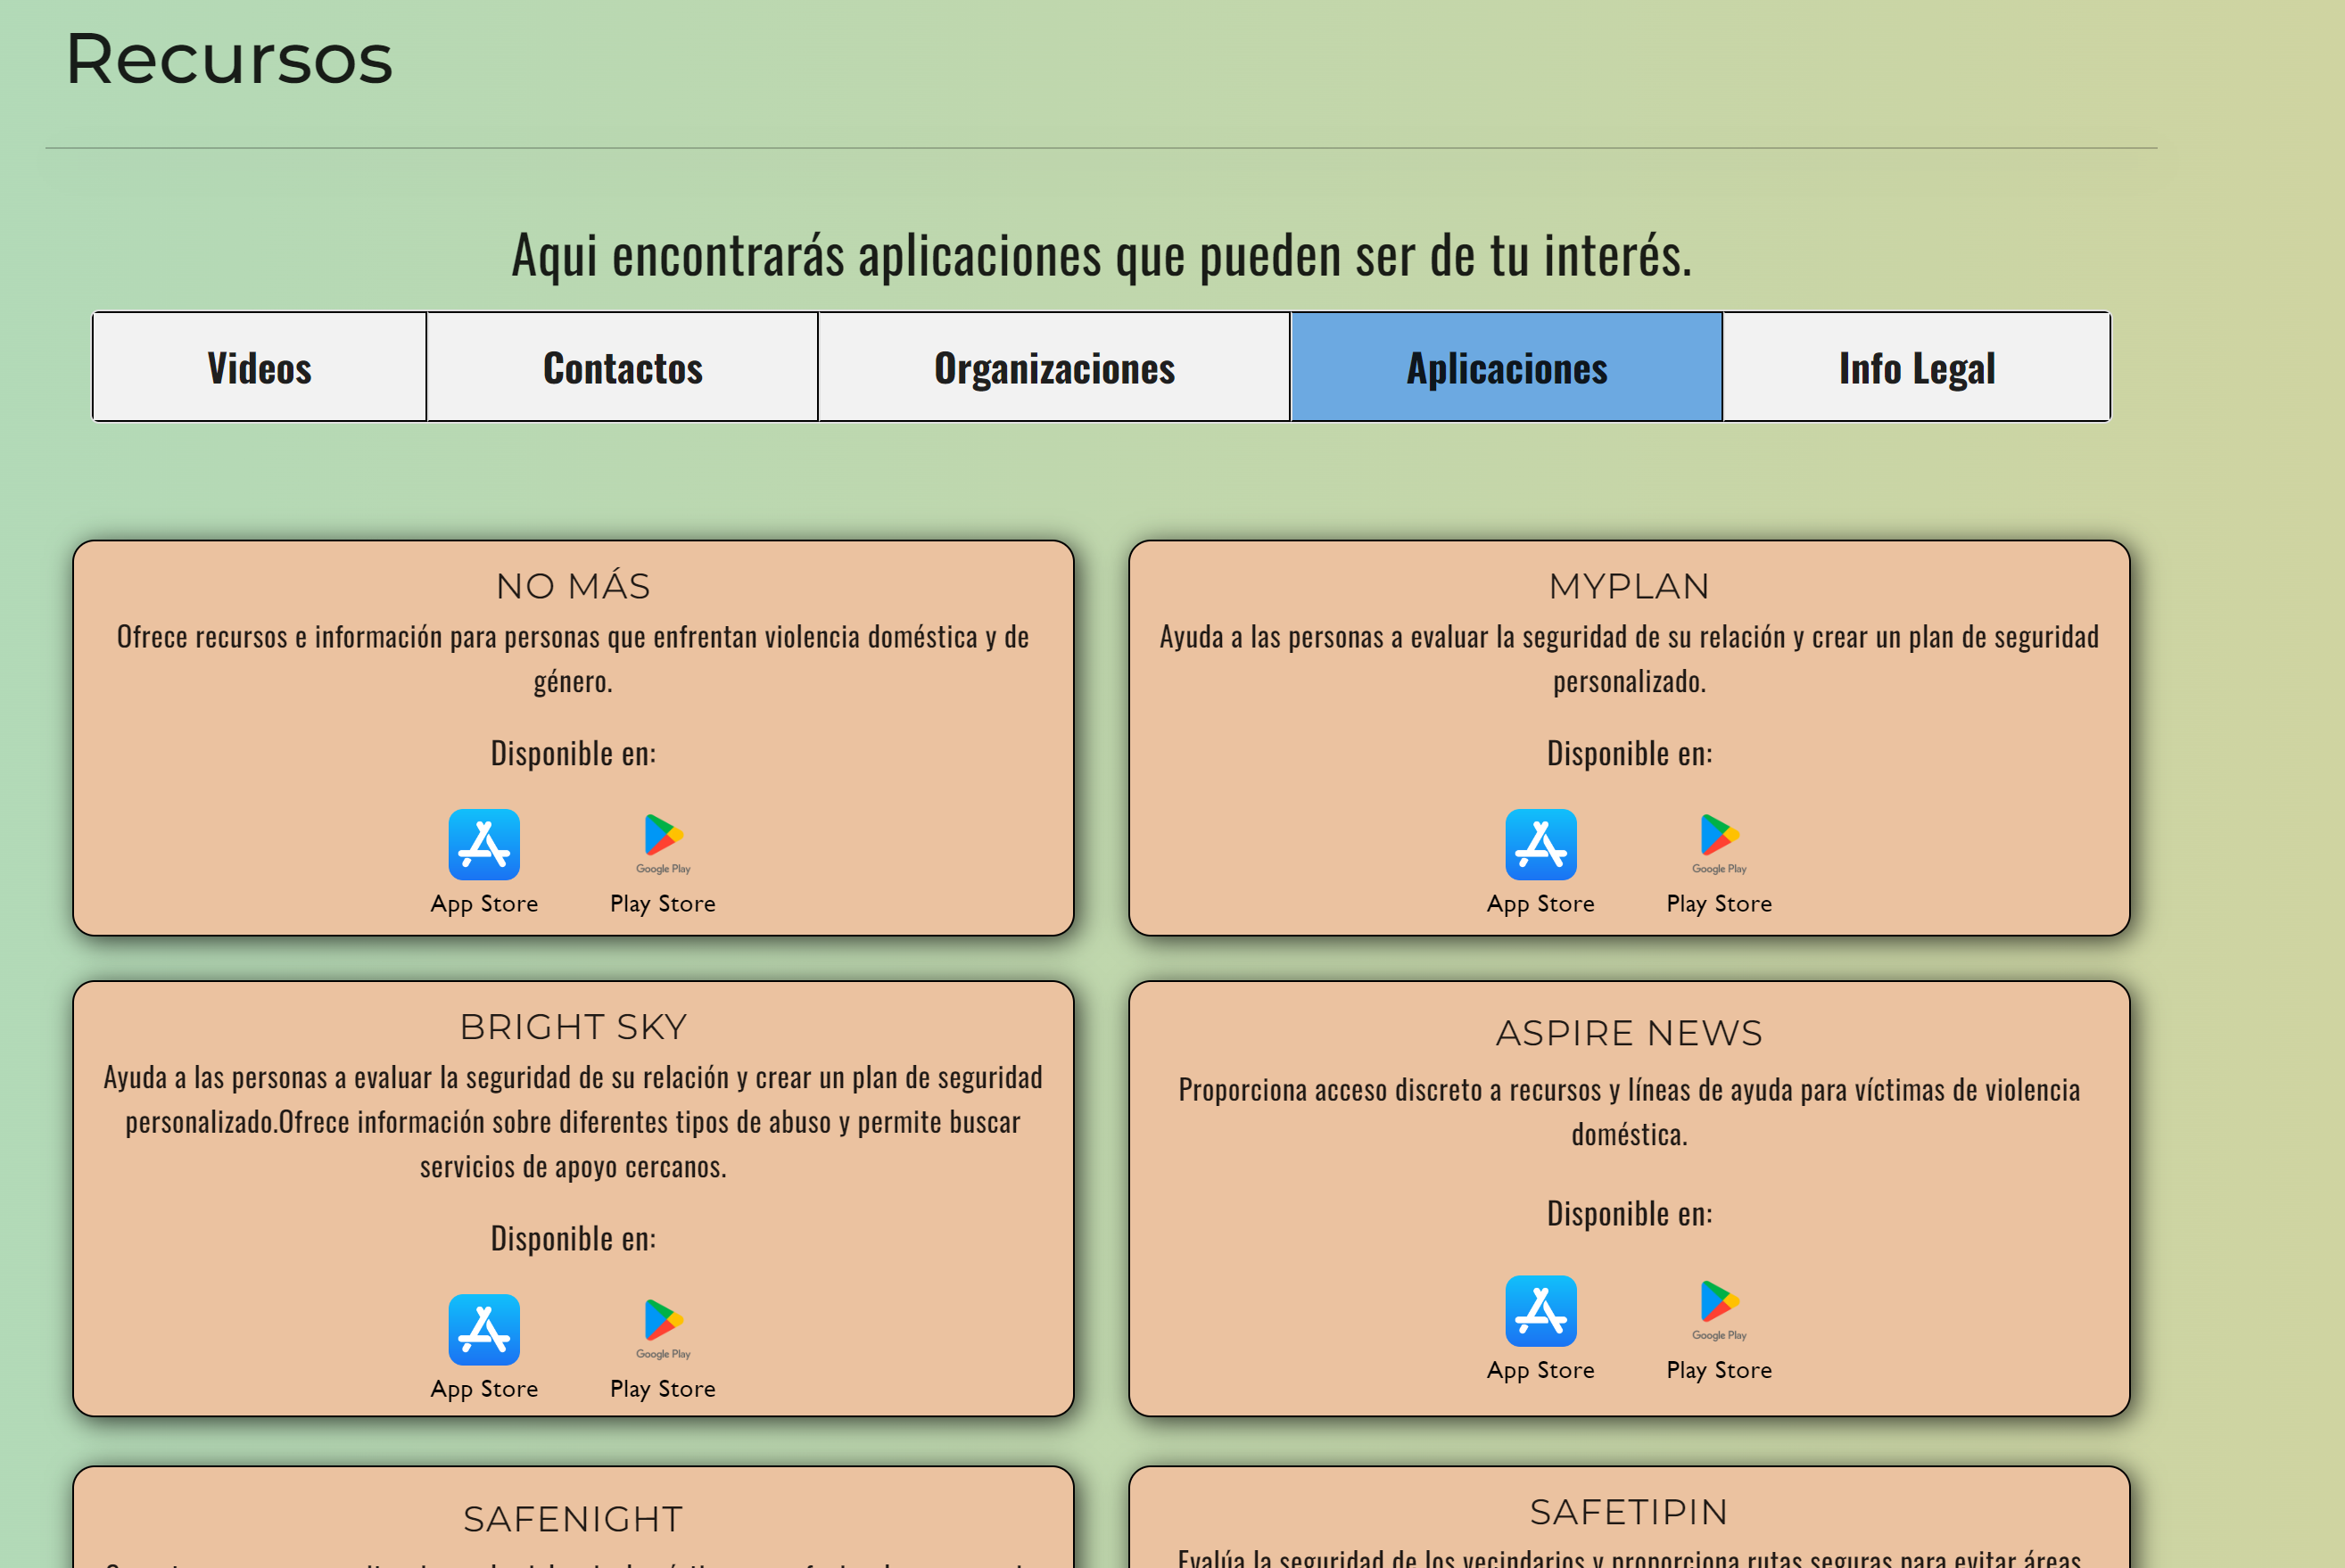 Recursos
Aqui encontrarás aplicaciones que pueden ser de tu interés.
Videos
Contactos
Organizaciones
Aplicaciones
Info Legal
NO MÁS
Ofrece recursos e información para personas que enfrentan violencia doméstica y de
género.
Disponible en:
Google Play
App Store
Play Store
MYPLAN
Ayuda a las personas a evaluar la seguridad de su relación y crear un plan de seguridad
personalizado.
Disponible en:
Google Play
App Store
Play Store
BRIGHT SKY
Ayuda a las personas a evaluar la seguridad de su relación y crear un plan de seguridad
personalizado.Ofrece información sobre diferentes tipos de abuso y permite buscar
servicios de apoyo cercanos.
Disponible en:
Google Play
App Store
Play Store
ASPIRE NEWS
Proporciona acceso discreto a recursos y líneas de ayuda para víctimas de violencia
doméstica.
Disponible en:
Google Play
App Store
Play Store
SAFENIGHT
SAFETIPIN
Evalúa la seguridad de los vecindarios y proporciona rutas seguras para evitar áreas